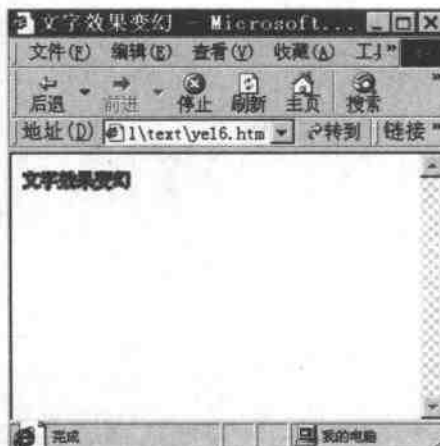 文字效果变幻 - Microsoft...
文件(F) 编辑(E) 查看(V) 收藏(A) 工具»
后退 前进 停止 刷新 主页 搜索 »
地址(D) l\text\ye16.htm 转到 链接 »
文字效果变幻
完成 我的电脑